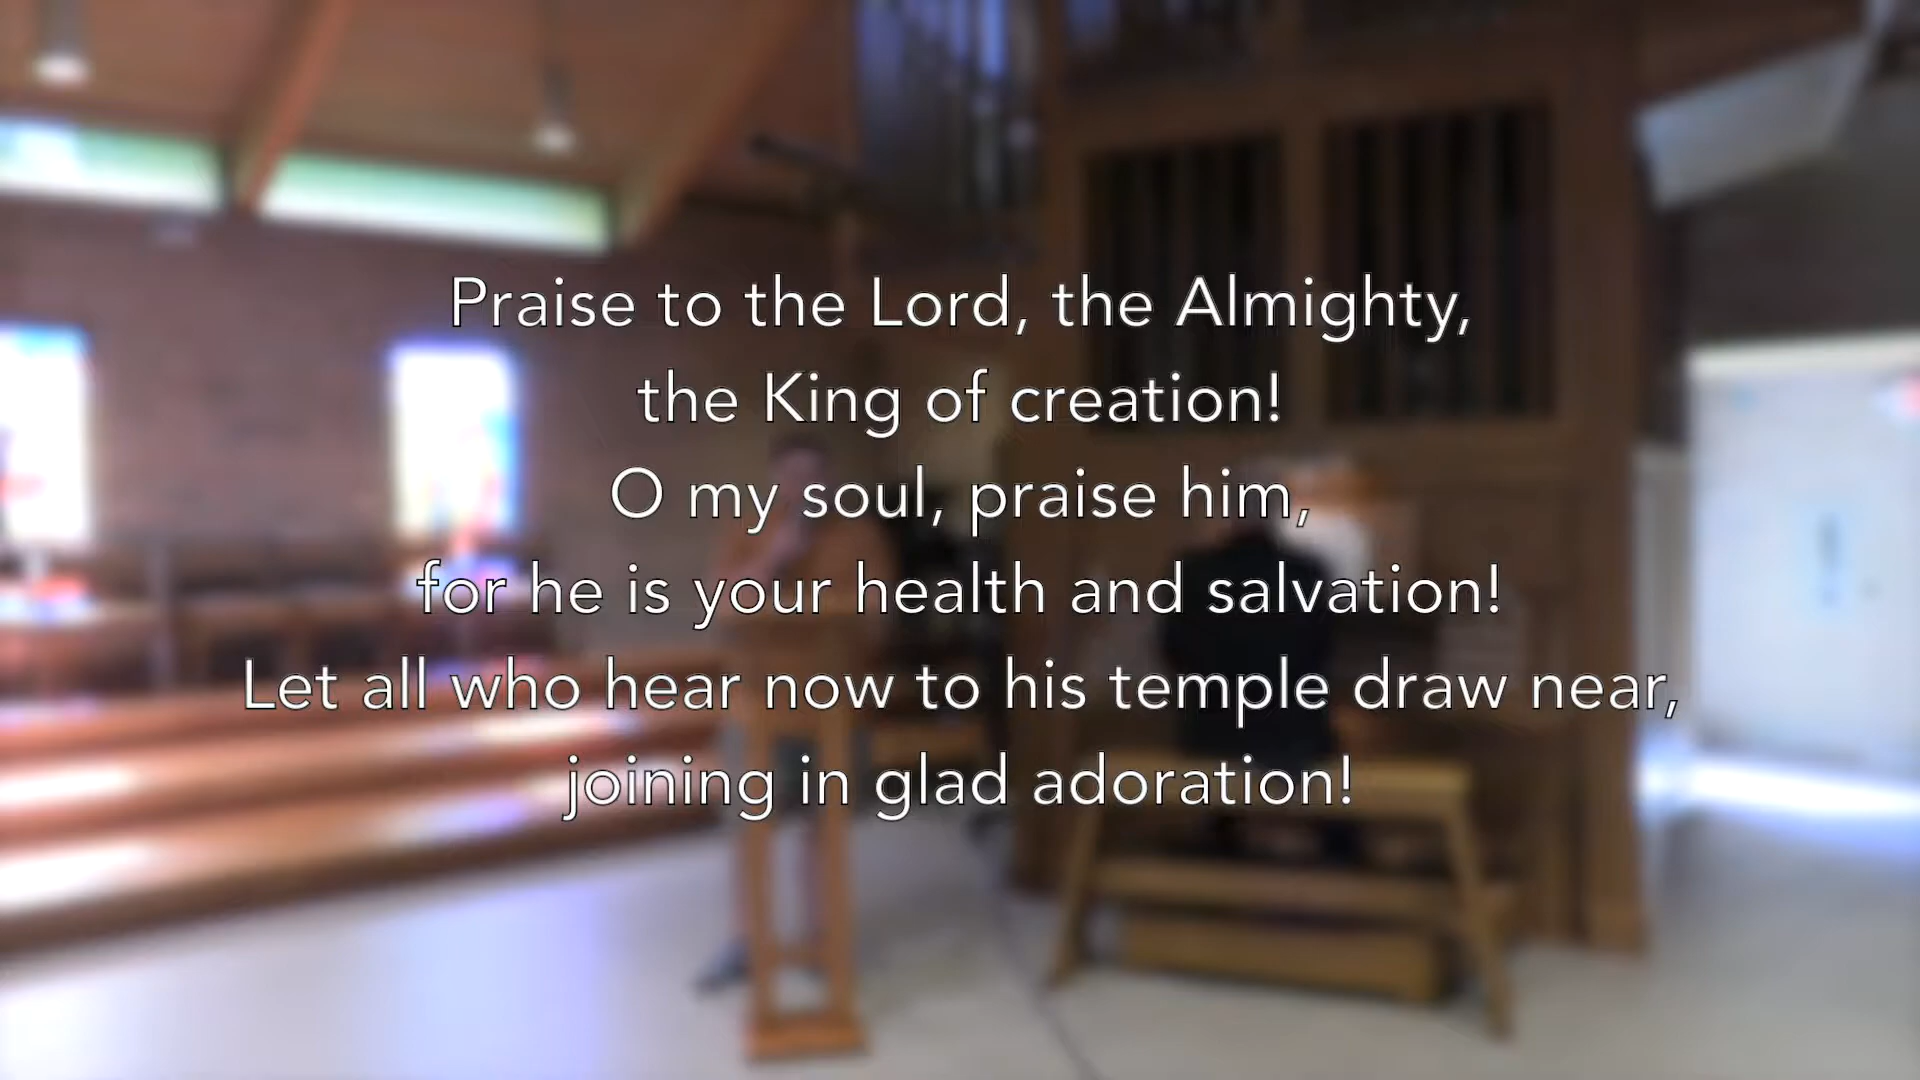 Praise to the Lord, the Almighty,
the King of creation!
O my soul, praise him,
for he is your health and salvation!
Let all who hear now to his temple draw near,
joining in glad adoration!